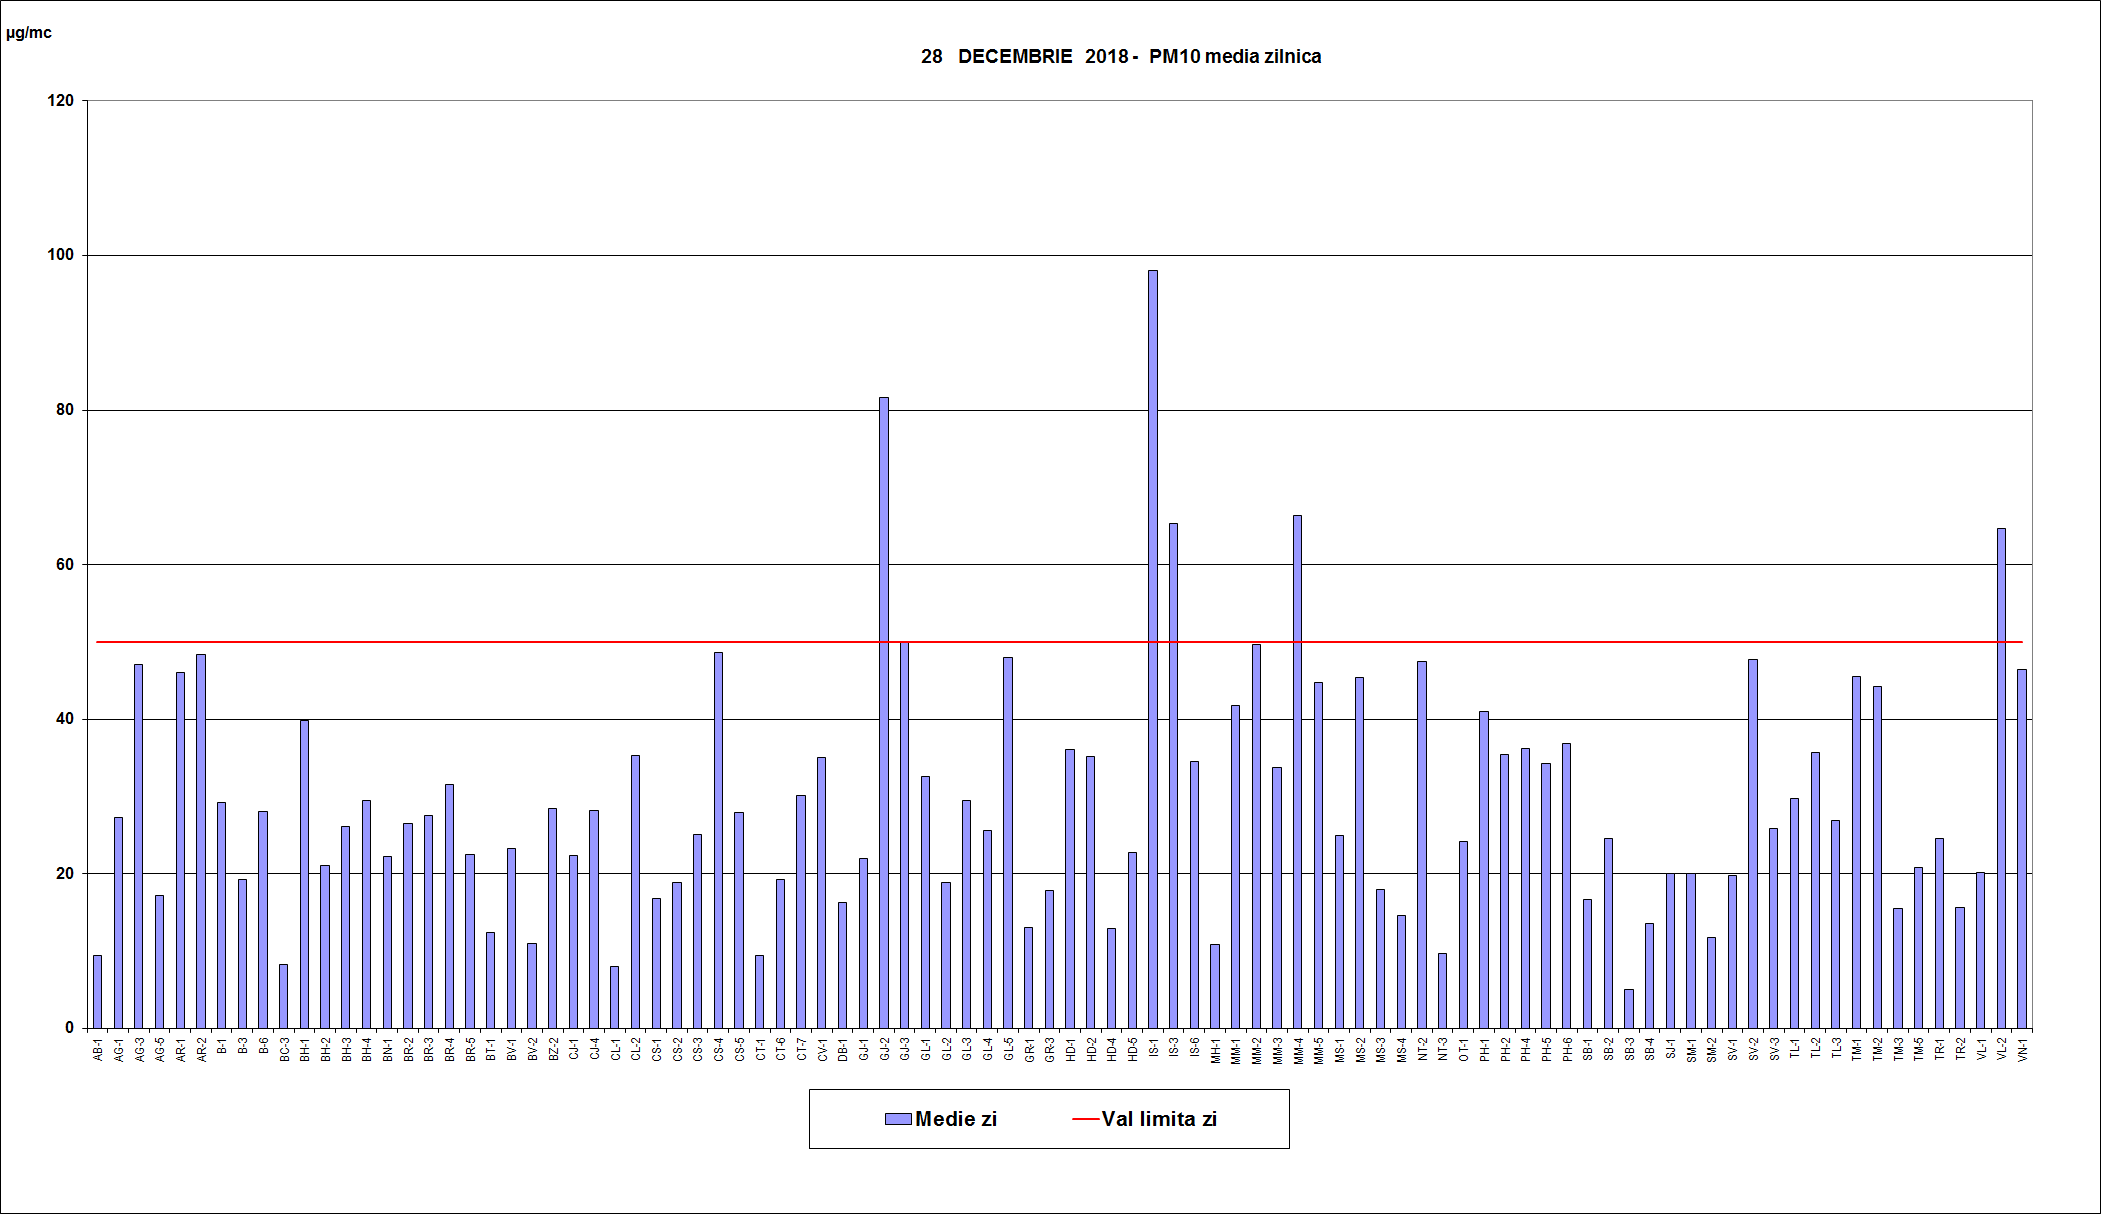 µg/mc
28 DECEMBRIE 2018 - PM10 media zilnica
120
100
80
60
40
20
0
AB-1 AG-1 AG-3 AG-5 AR-1 AR-2 B-1 B-3 B-6 BC-3 BH-1 BH-2 BH-3 BH-4 BN-1 BR-2 BR-3 BR-4 BR-5 BT-1 BV-1 BV-2 BZ-2 CJ-1 CJ-4 CL-1 CL-2 CS-1 CS-2 CS-3 CS-4 CS-5 CT-1 CT-6 CT-7 CV-1 DB-1 GJ-1 GJ-2 GJ-3 GL-1 GL-2 GL-3 GL-4 GL-5 GR-1 GR-3 HD-1 HD-2 HD-4 HD-5 IS-1 IS-3 IS-6 MH-1 MM-1 MM-2 MM-3 MM-4 MM-5 MS-1 MS-2 MS-3 MS-4 NT-2 NT-3 OT-1 PH-1 PH-2 PH-4 PH-5 PH-6 SB-1 SB-2 SB-3 SB-4 SJ-1 SM-1 SM-2 SV-1 SV-2 SV-3 TL-1 TL-2 TL-3 TM-1 TM-2 TM-3 TM-5 TR-1 TR-2 VL-1 VL-2 VN-1
Medie zi Val limita zi